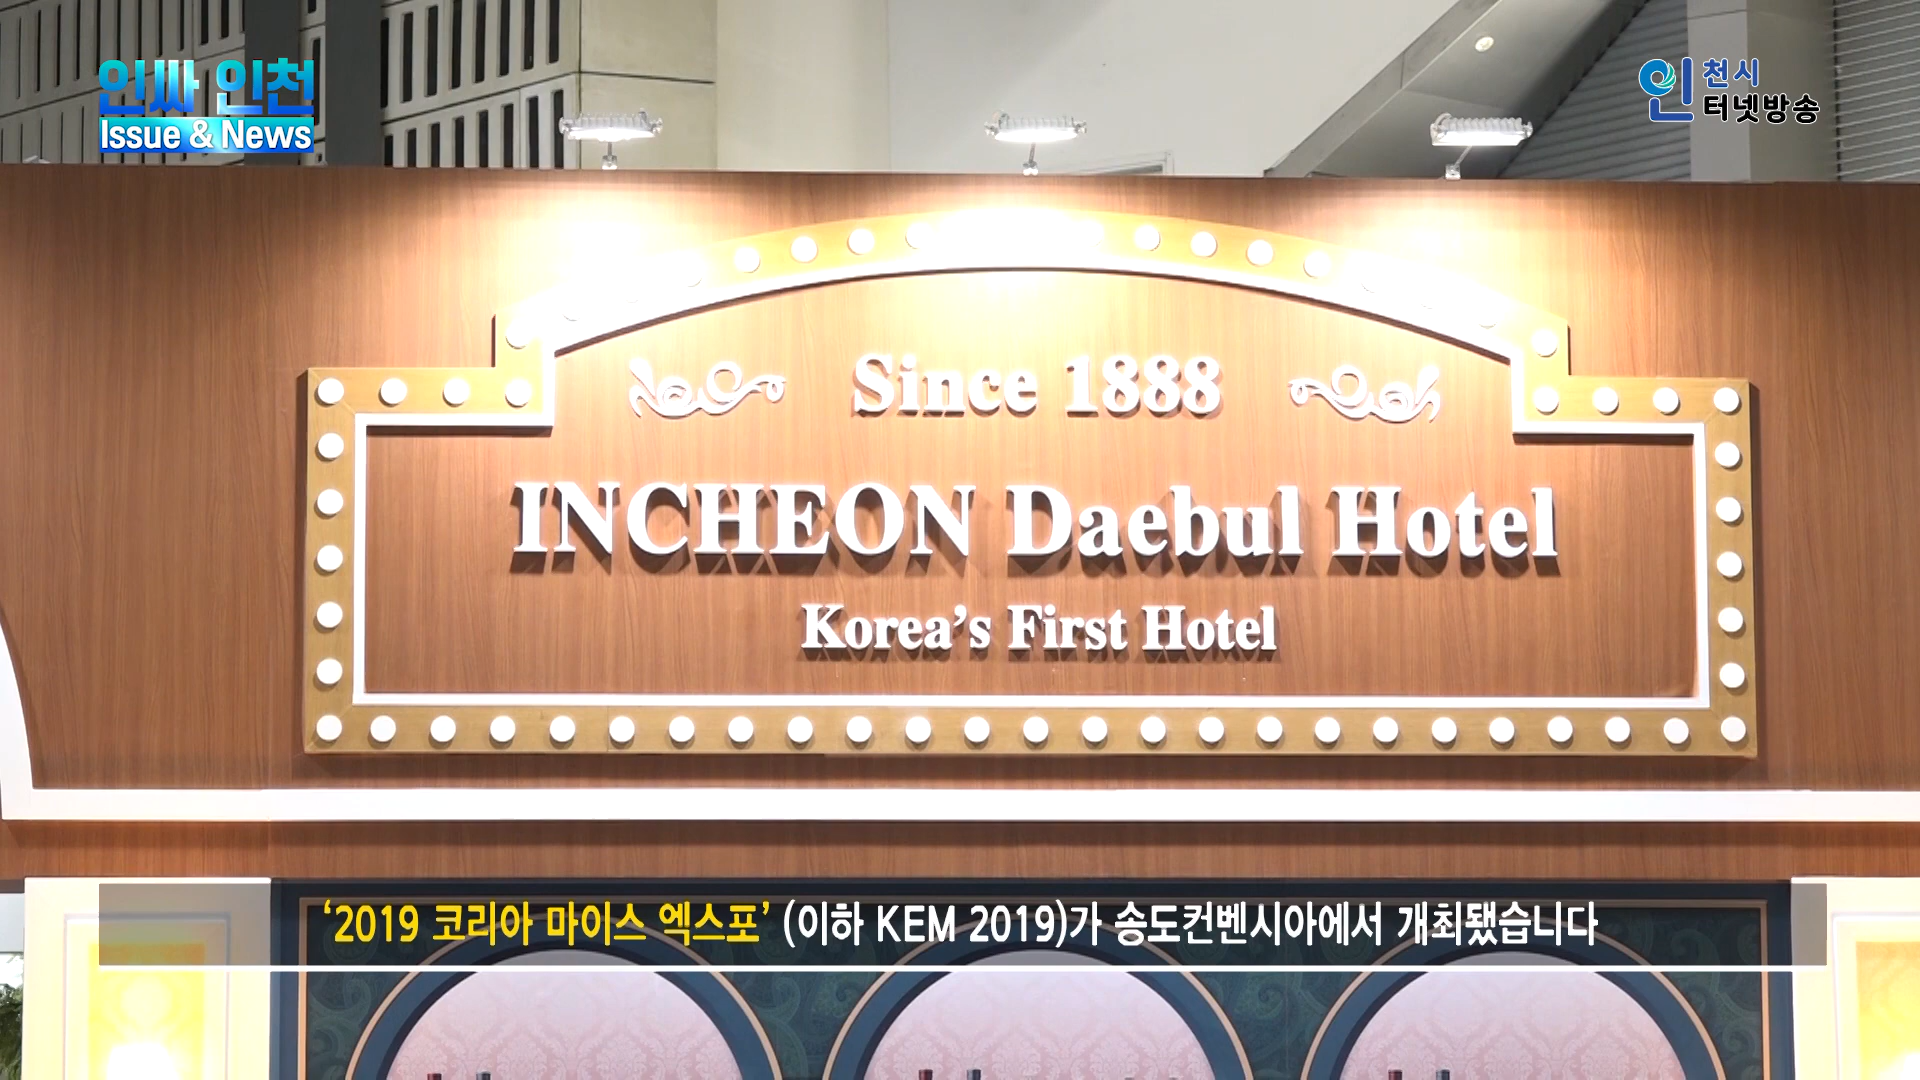 인싸 인천
Issue & News
인천시
터넷방송
Since 1888
INCHEON Daebul Hotel
Korea's First Hotel
‘2019 코리아 마이스 엑스포’ (이하 KEM 2019)가 송도컨벤시아에서 개최됐습니다